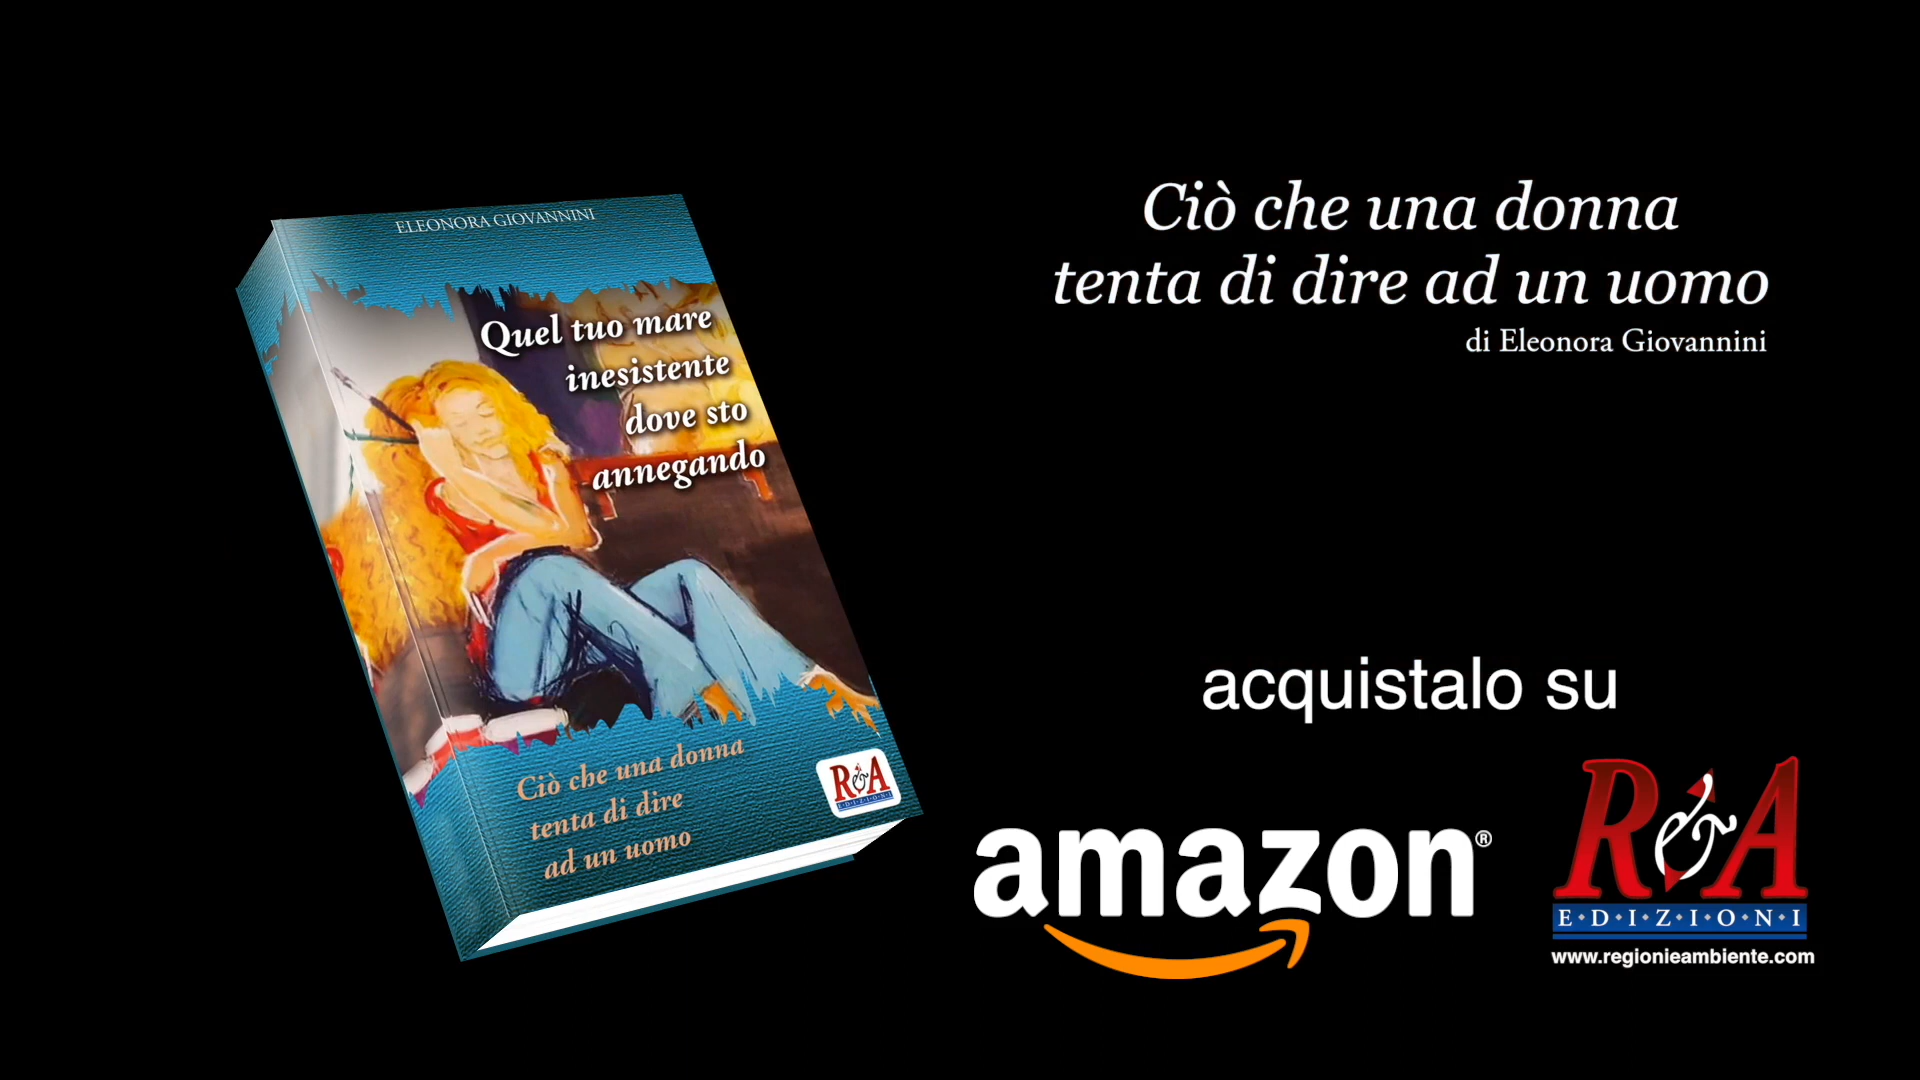 ELEONORA GIOVANNINI
Quel tuo mare
inesistente
dove sto
annegando
Ciò che una donna
tenta di dire
ad un uomo
R&A
E•D•I•Z•I•O•N•I
Ciò che una donna
tenta di dire ad un uomo
di Eleonora Giovannini
acquistalo su
amazon®
R&A
E•D•I•Z•I•O•N•I
www.regionieambiente.com